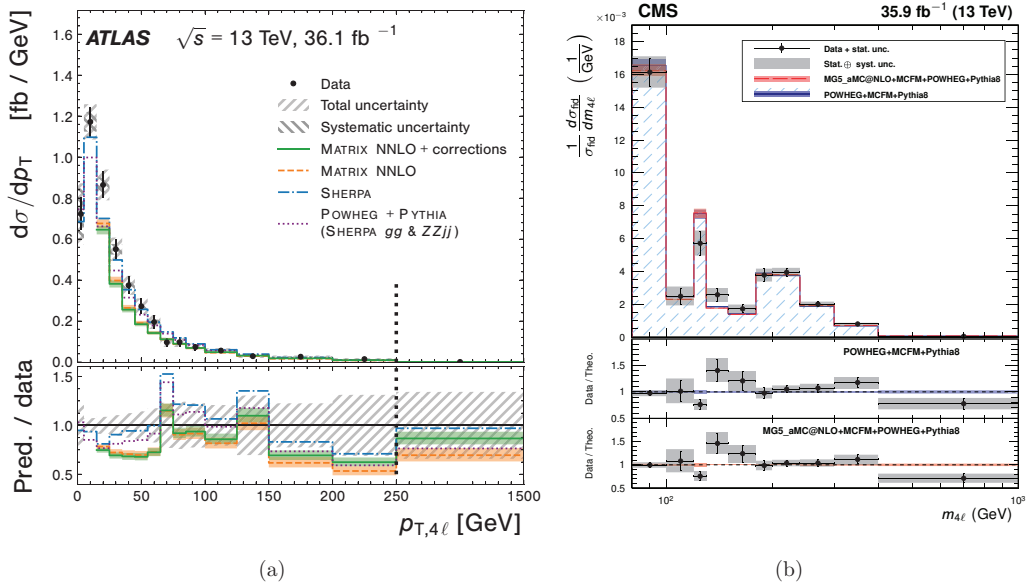 ATLAS √s = 13 TeV, 36.1 fb⁻¹
dσ/dp_T [fb / GeV]
1.6
1.4
1.2
1.0
0.8
0.6
0.4
0.2
0.0
Data
Total uncertainty
Systematic uncertainty
MATRIX NNLO + corrections
MATRIX NNLO
SHERPA
POWHEG + PYTHIA
(SHERPA gg & ZZjj)
Pred. / data
1.5
1.0
0.5
0 50 100 150 200 250 1500
p_T,4ℓ [GeV]
(a)
×10⁻³ CMS 35.9 fb⁻¹ (13 TeV)
1/σ_fid dσ_fid/dm_4ℓ (1/GeV)
18
16
14
12
10
8
6
4
2
0
Data + stat. unc.
Stat.⊕ syst. unc.
MG5_aMC@NLO+MCFM+POWHEG+Pythia8
POWHEG+MCFM+Pythia8
POWHEG+MCFM+Pythia8
Data / Theo.
1.5
1
0.5
MG5_aMC@NLO+MCFM+POWHEG+Pythia8
Data / Theo.
1.5
1
0.5
10² 10³
m_4ℓ (GeV)
(b)